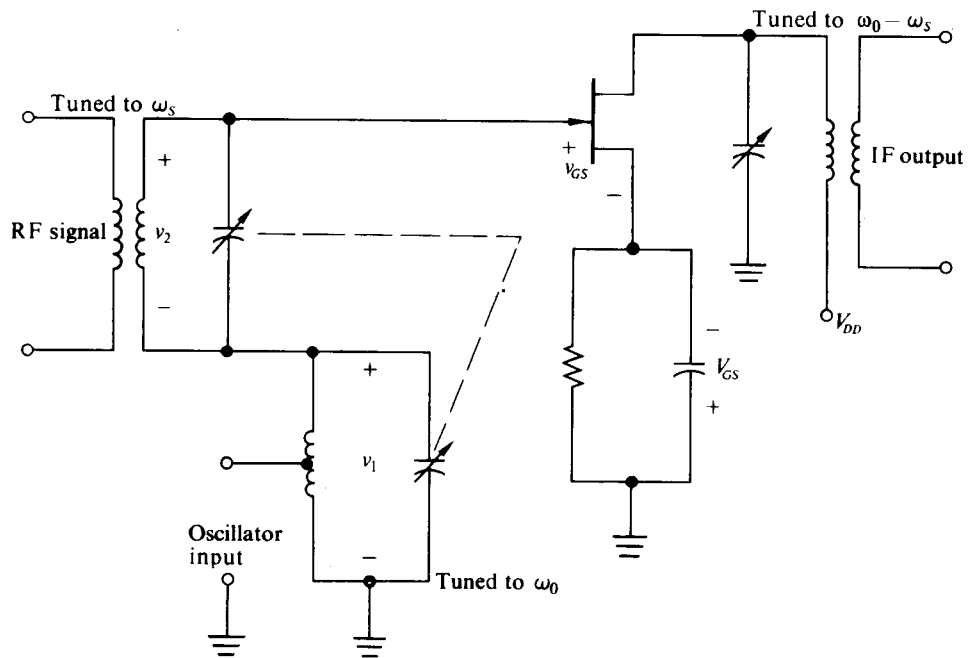 Tuned to ω₀ − ωₛ
Tuned to ωₛ
+
v_GS
−
IF output
RF signal
+
v₂
−
V_DD
+
v₁
−
−
V_GS
+
Oscillator
input
Tuned to ω₀